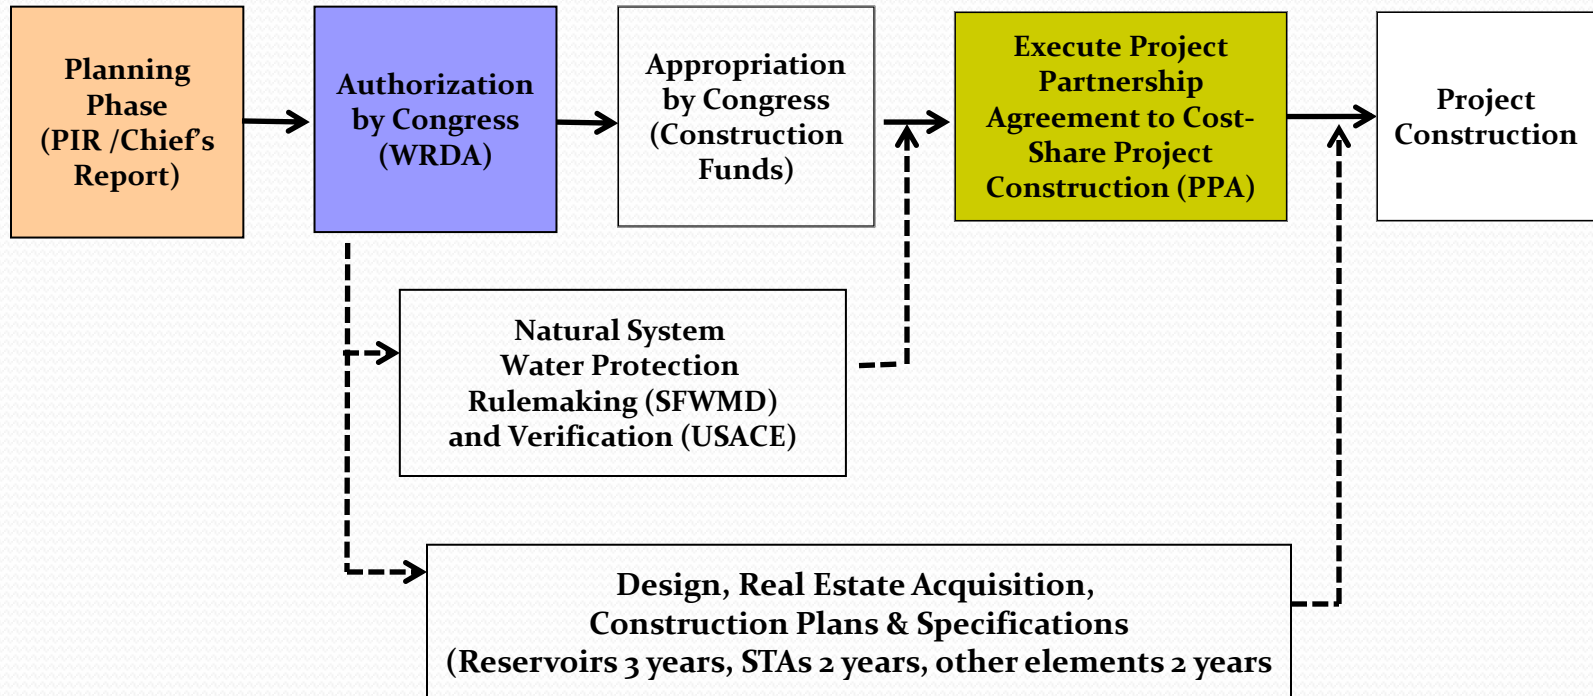 Planning
Phase
(PIR /Chief's
Report)
Authorization
by Congress
(WRDA)
Appropriation
by Congress
(Construction
Funds)
Execute Project
Partnership
Agreement to Cost-
Share Project
Construction (PPA)
Project
Construction
Natural System
Water Protection
Rulemaking (SFWMD)
and Verification (USACE)
Design, Real Estate Acquisition,
Construction Plans & Specifications
(Reservoirs 3 years, STAs 2 years, other elements 2 years